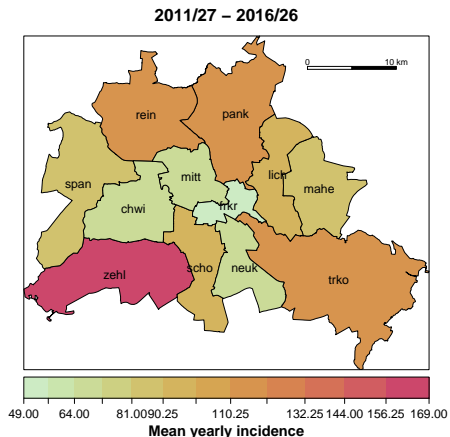 2011/27 − 2016/26
0 10 km
rein
pank
lich
mitt
span
mahe
chwi
frkr
zehl
scho
neuk
trko
49.00 64.00 81.00 90.25 110.25 132.25 144.00 156.25 169.00
Mean yearly incidence